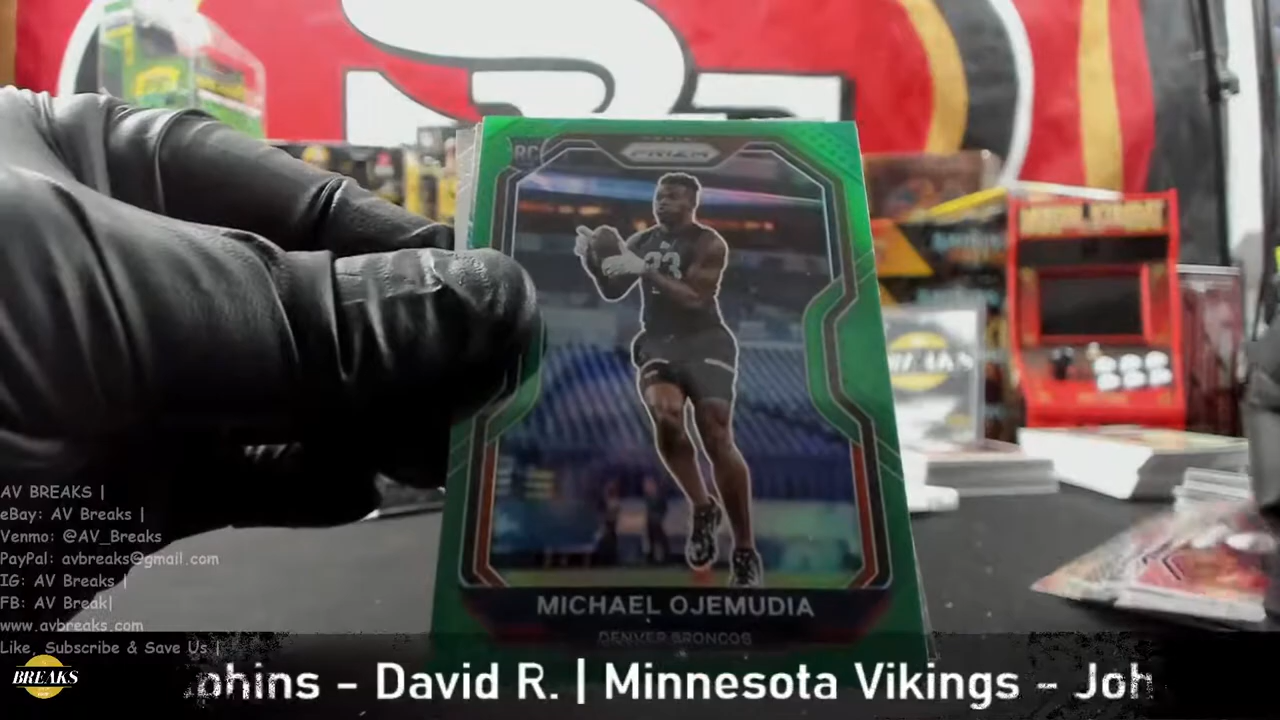 RC
PRIZM
33
MICHAEL OJEMUDIA
DENVER BRONCOS
AV BREAKS |
eBay: AV Breaks |
Venmo: @AV_Breaks
PayPal: avbreaks@gmail.com
IG: AV Breaks |
FB: AV Break|
www.avbreaks.com
Like, Subscribe & Save Us |
BREAKS
phins - David R. | Minnesota Vikings - Joh